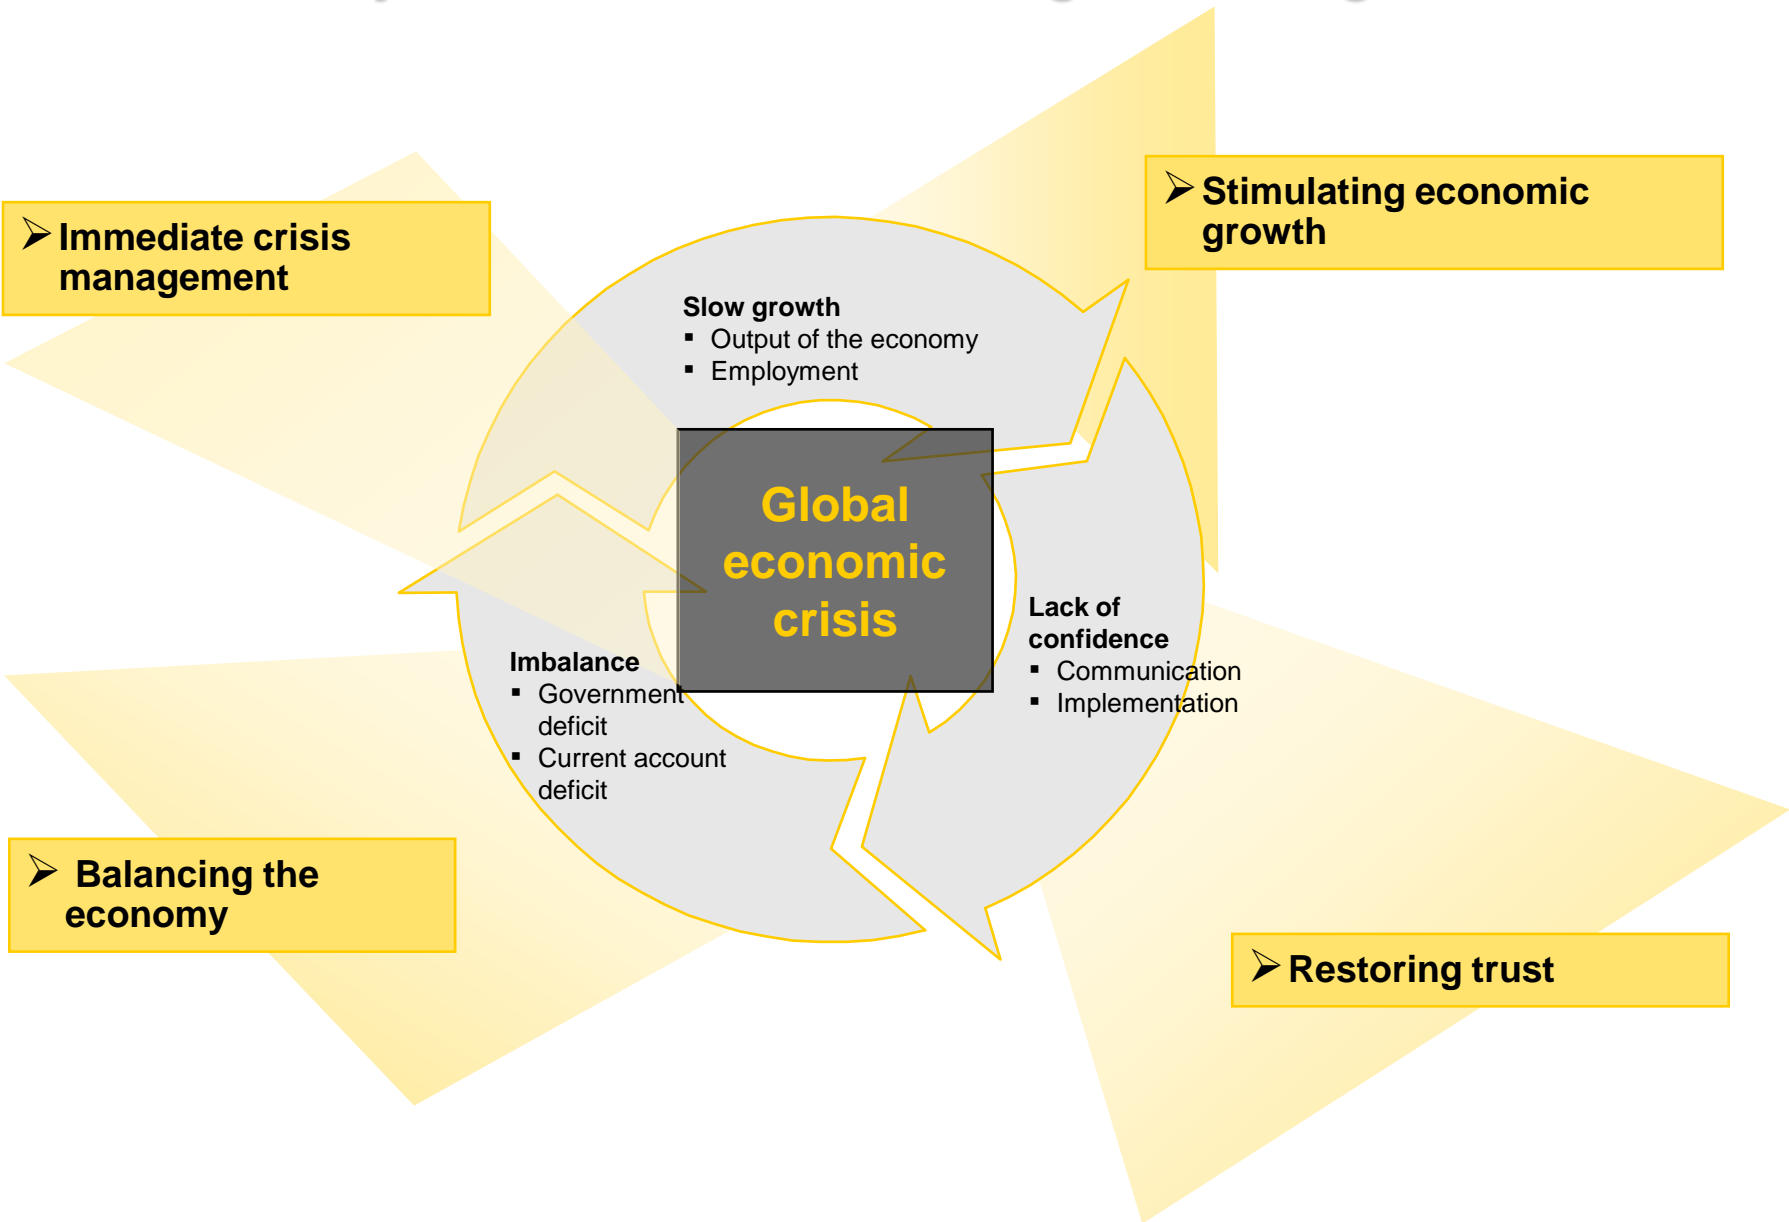 ➢ Immediate crisis
management
➢ Stimulating economic
growth
Slow growth
▪ Output of the economy
▪ Employment
Global
economic
crisis
Lack of
confidence
▪ Communication
▪ Implementation
Imbalance
▪ Government
deficit
▪ Current account
deficit
➢ Balancing the
economy
➢ Restoring trust